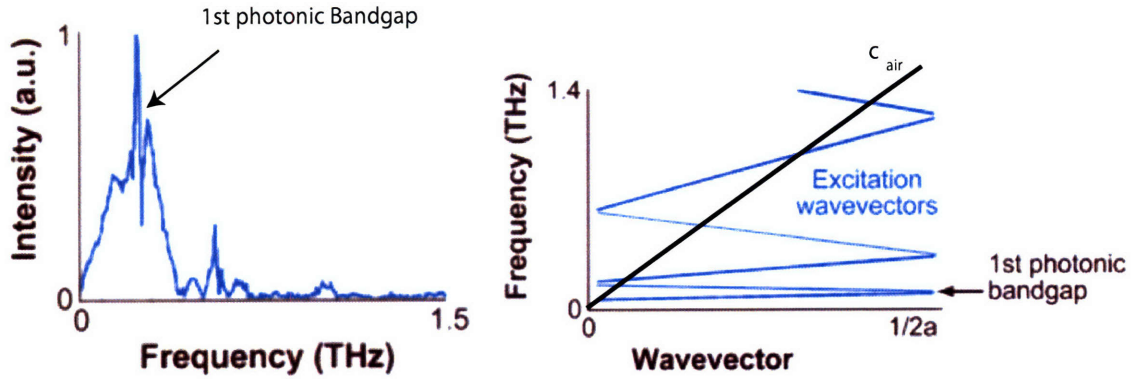 1st photonic Bandgap
1
Intensity (a.u.)
0
0
1.5
Frequency (THz)
c air
1.4
Frequency (THz)
Excitation
wavevectors
1st photonic
bandgap
0
0
1/2a
Wavevector